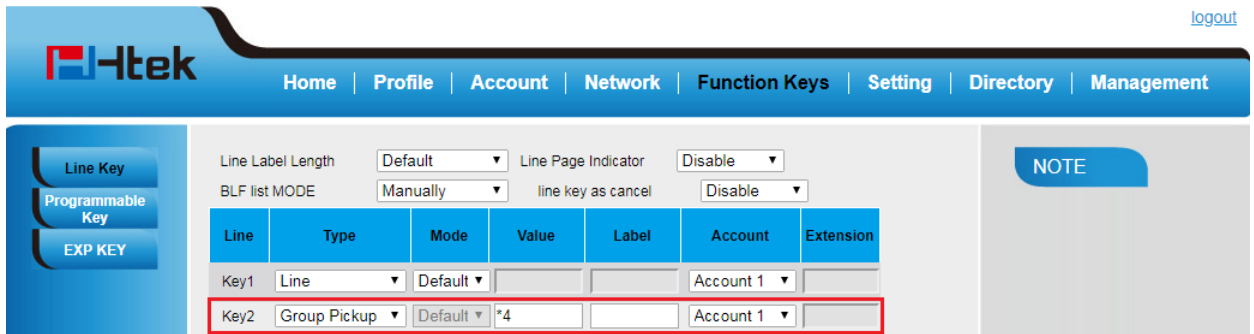 logout
Htek
Home | Profile | Account | Network | Function Keys | Setting | Directory | Management
Line Key
Programmable
Key
EXP KEY
Line Label Length Default Line Page Indicator Disable
BLF list MODE Manually line key as cancel Disable
Line Type Mode Value Label Account Extension
Key1 Line Default Account 1
Key2 Group Pickup Default *4 Account 1
NOTE